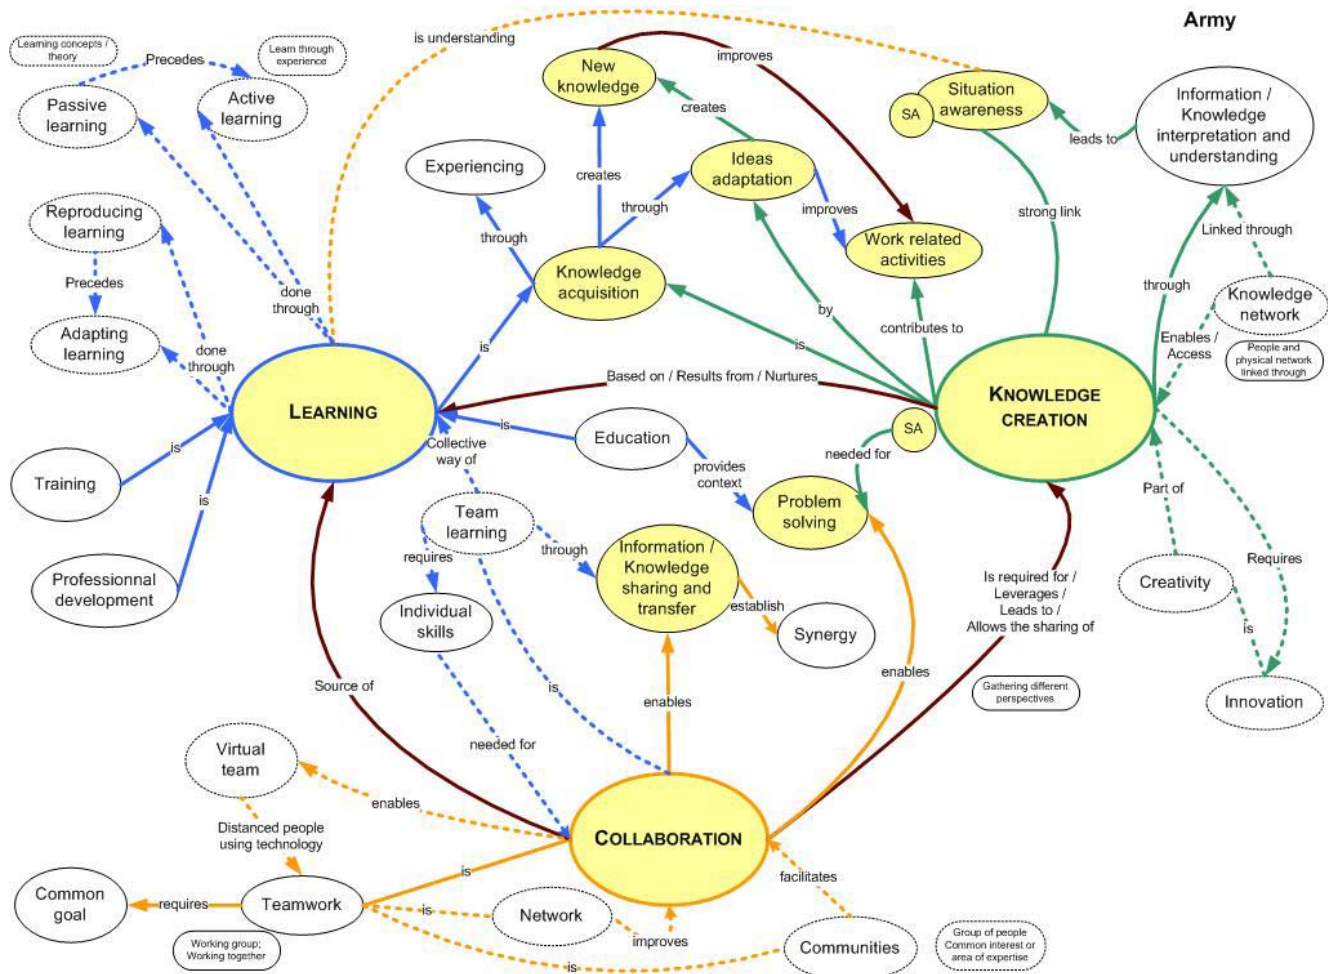 Army
Learning concepts /
theory
Precedes
Learn through
experience
is understanding
New
knowledge
improves
Situation
awareness
SA
Information /
Knowledge
interpretation and
understanding
leads to
Passive
learning
Active
learning
creates
Experiencing
Ideas
adaptation
creates
through
improves
strong link
Reproducing
learning
through
Work related
activities
Linked through
Knowledge
acquisition
Precedes
done
through
through
Knowledge
network
Adapting
learning
by
contributes to
Enables /
Access
People and
physical network
linked through
done
through
is
is
Based on / Results from / Nurtures
LEARNING
KNOWLEDGE
CREATION
SA
is
Education
Collective
way of
is
needed for
Training
provides
context
Part of
is
Team
learning
Problem
solving
requires
through
Information /
Knowledge
sharing and
transfer
Professionnal
development
Is required for /
Leverages /
Leads to /
Allows the sharing of
Creativity
Requires
Individual
skills
establish
Synergy
is
enables
Source of
is
enables
Gathering different
perspectives
Innovation
Virtual
team
needed for
enables
Distanced people
using technology
COLLABORATION
is
facilitates
Common
goal
requires
Teamwork
is
Network
improves
Communities
Working group;
Working together
is
Group of people
Common interest or
area of expertise